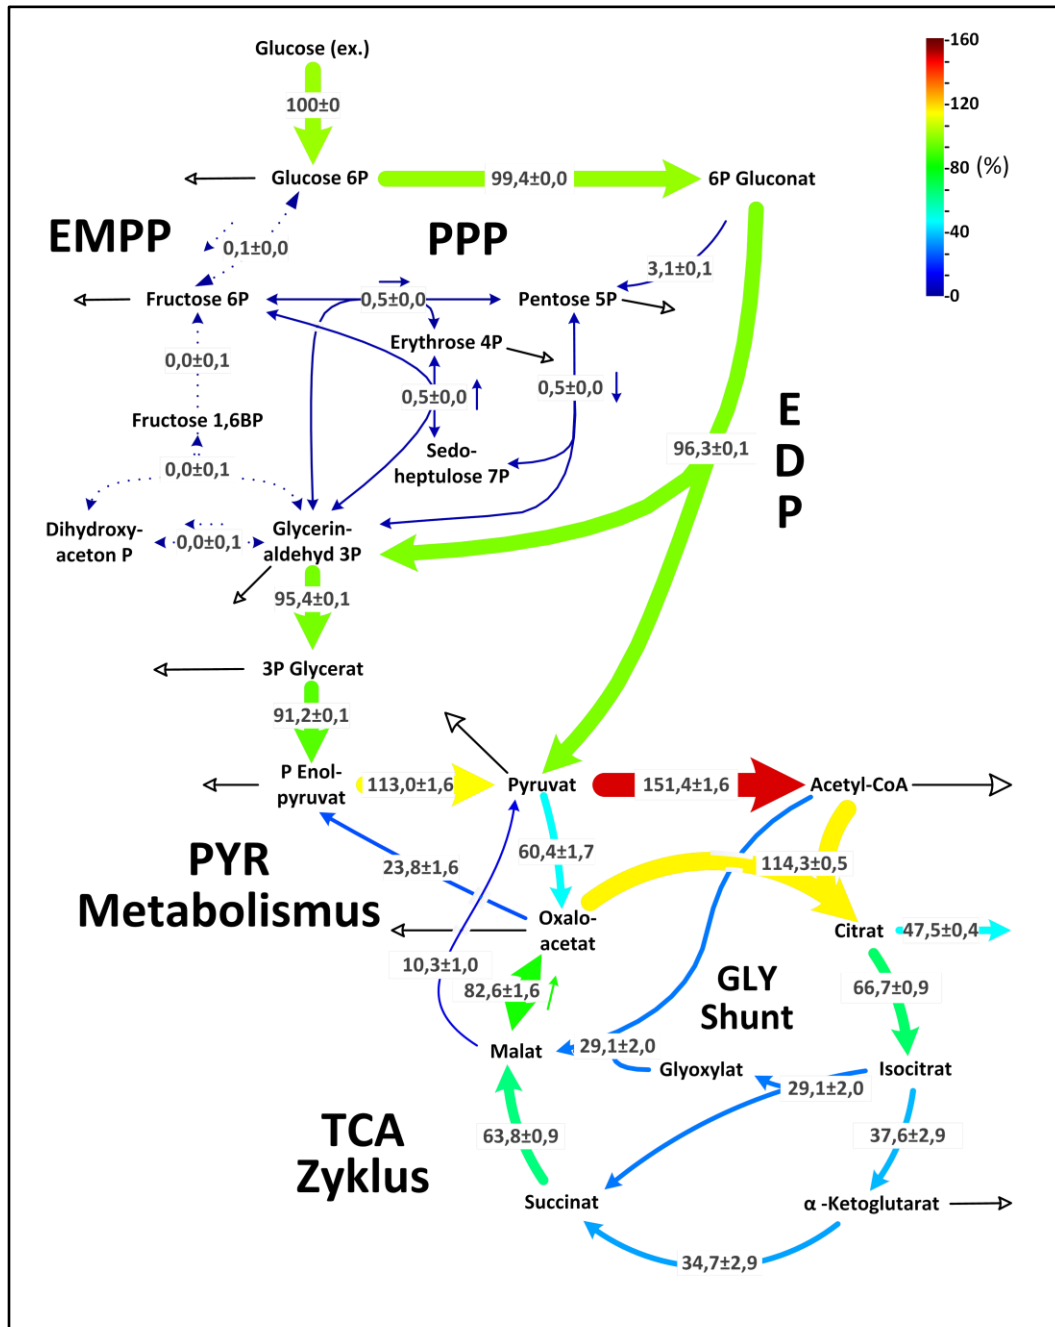 Glucose (ex.)
160
100±0
120
Glucose 6P
99,4±0,0
6P Gluconat
80 (%)
EMPP
0,1±0,0
PPP
3,1±0,1
40
0
Fructose 6P
0,5±0,0
Pentose 5P
Erythrose 4P
0,0±0,1
0,5±0,0
0,5±0,0
Fructose 1,6BP
E
D
P
0,0±0,1
Sedo-
heptulose 7P
96,3±0,1
Dihydroxy-
aceton P
0,0±0,1
Glycerin-
aldehyd 3P
95,4±0,1
3P Glycerat
91,2±0,1
P Enol-
pyruvat
113,0±1,6
Pyruvat
151,4±1,6
Acetyl-CoA
60,4±1,7
114,3±0,5
PYR
Metabolismus
23,8±1,6
Oxalo-
acetat
Citrat
47,5±0,4
10,3±1,0
82,6±1,6
GLY
Shunt
66,7±0,9
Malat
29,1±2,0
Glyoxylat
29,1±2,0
Isocitrat
TCA
Zyklus
63,8±0,9
37,6±2,9
Succinat
α -Ketoglutarat
34,7±2,9